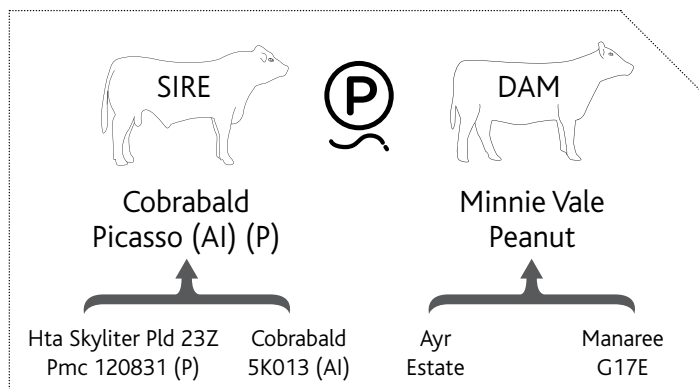 SIRE
P
DAM
Cobrabald
Picasso (AI) (P)
Minnie Vale
Peanut
Hta Skyliter Pld 23Z
Pmc 120831 (P)
Cobrabald
5K013 (AI)
Ayr
Estate
Manaree
G17E